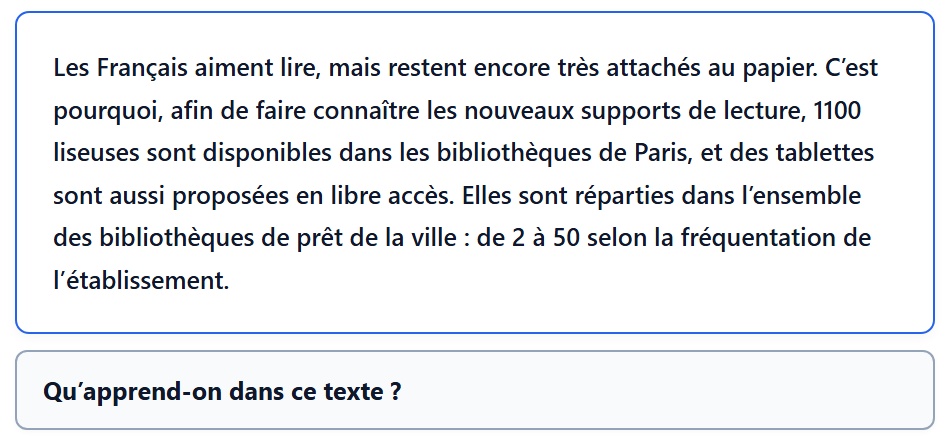 Les Français aiment lire, mais restent encore très attachés au papier. C’est
pourquoi, afin de faire connaître les nouveaux supports de lecture, 1100
liseuses sont disponibles dans les bibliothèques de Paris, et des tablettes
sont aussi proposées en libre accès. Elles sont réparties dans l’ensemble
des bibliothèques de prêt de la ville : de 2 à 50 selon la fréquentation de
l’établissement.
Qu’apprend-on dans ce texte ?